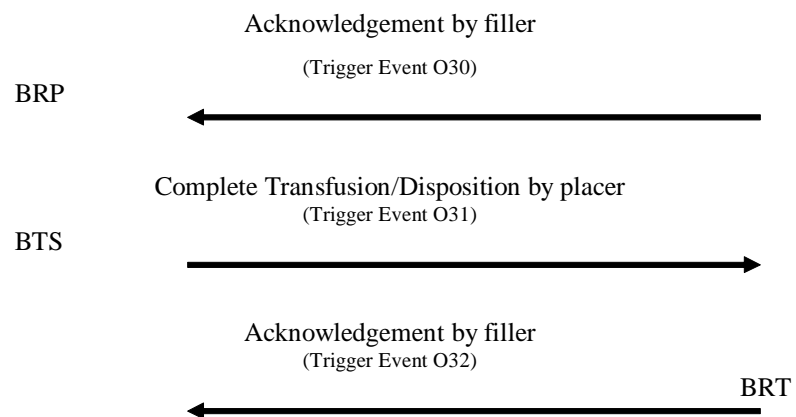 Acknowledgement by filler
(Trigger Event O30)
BRP
Complete Transfusion/Disposition by placer
(Trigger Event O31)
BTS
Acknowledgement by filler
(Trigger Event O32)
BRT